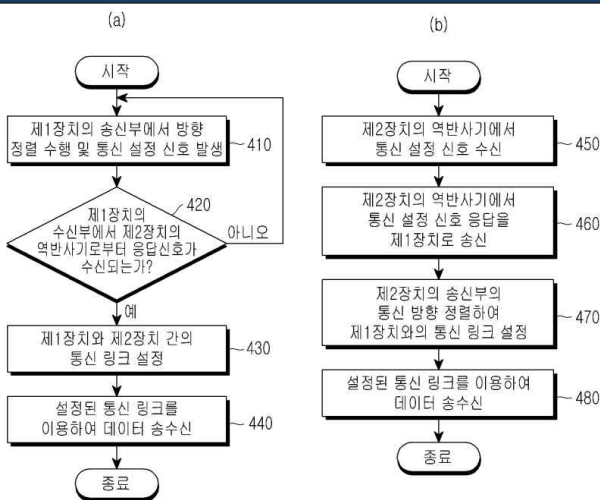 (a)
시작
제1장치의 송신부에서 방향
정렬 수행 및 통신 설정 신호 발생
410
제1장치의
수신부에서 제2장치의
역반사기로부터 응답신호가
수신되는가?
420
아니오
예
제1장치와 제2장치 간의
통신 링크 설정
430
설정된 통신 링크를
이용하여 데이터 송수신
440
종료
(b)
시작
제2장치의 역반사기에서
통신 설정 신호 수신
450
제2장치의 역반사기에서
통신 설정 신호 응답을
제1장치로 송신
460
제2장치의 송신부의
통신 방향 정렬하여
제1장치와의 통신 링크 설정
470
설정된 통신 링크를 이용하여
데이터 송수신
480
종료